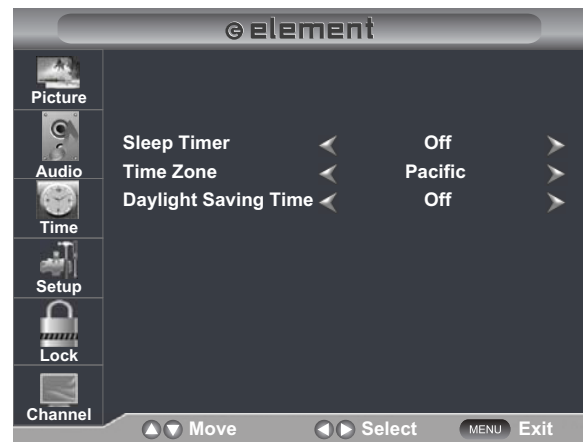 element
Picture
Audio
Time
Setup
Lock
Channel
Sleep Timer Off
Time Zone Pacific
Daylight Saving Time Off
Move Select MENU Exit